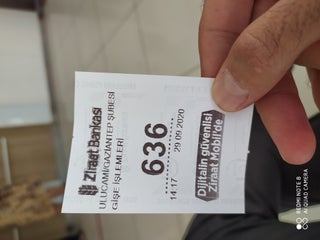 Ziraat Bankası
ULUCAMİ/GAZİANTEP ŞUBESİ
GİŞE İŞLEMLERİ
636
14:17 29 09 2020
Dijitalin güvenlisi
Ziraat Mobil'de
REDMI NOTE 8
AI QUAD CAMERA